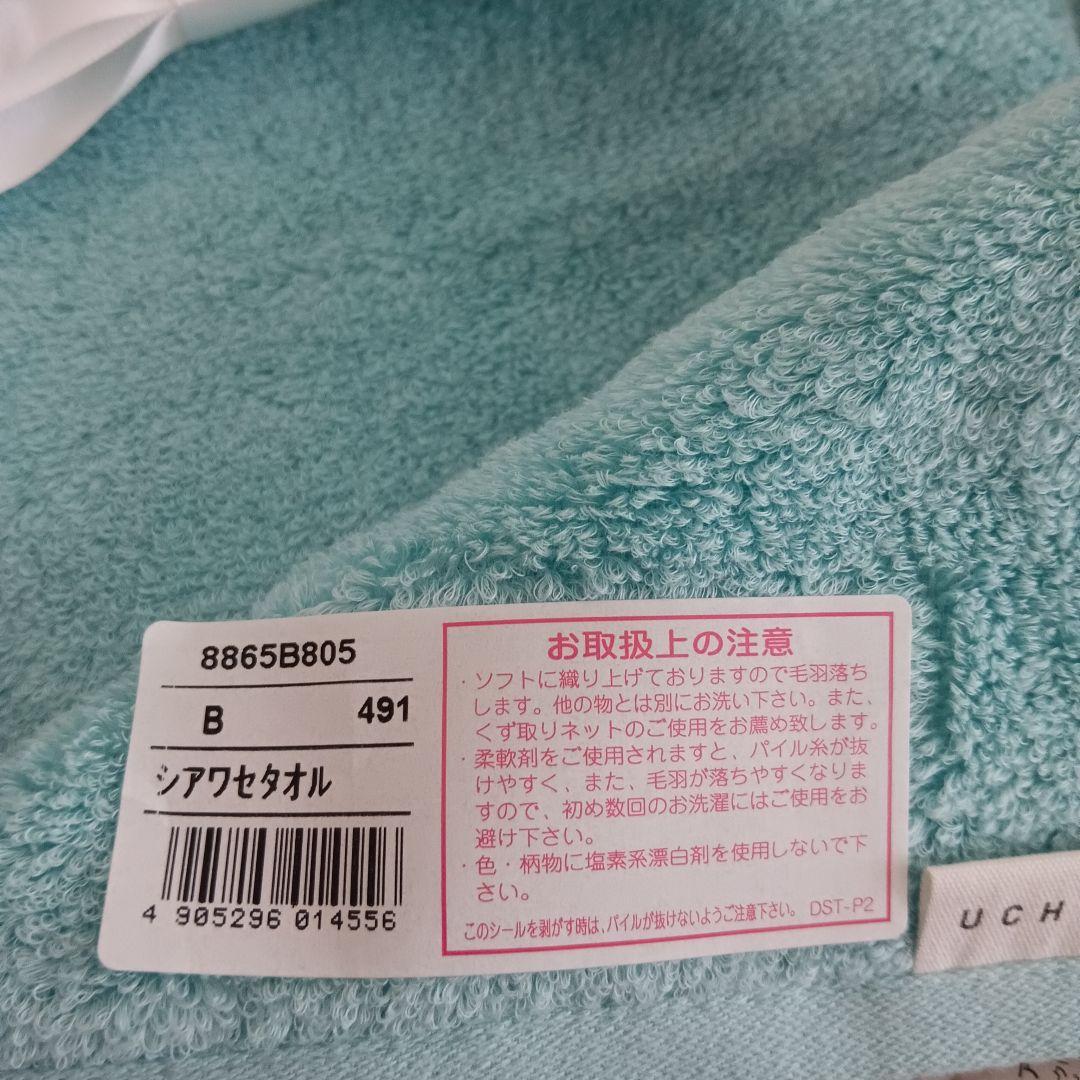 8865B805
B 491
シアワセタオル
4 905296 014556
お取扱上の注意
・ソフトに織り上げておりますので毛羽落ち
します。他の物とは別にお洗い下さい。また、
くず取りネットのご使用をお薦め致します。
・柔軟剤をご使用されますと、パイル糸が抜
けやすく、また、毛羽が落ちやすくなりま
すので、初め数回のお洗濯にはご使用をお
避け下さい。
・色・柄物に塩素系漂白剤を使用しないで下
さい。
このシールを剥がす時は、パイルが抜けないようご注意下さい。 DST-P2
UCH